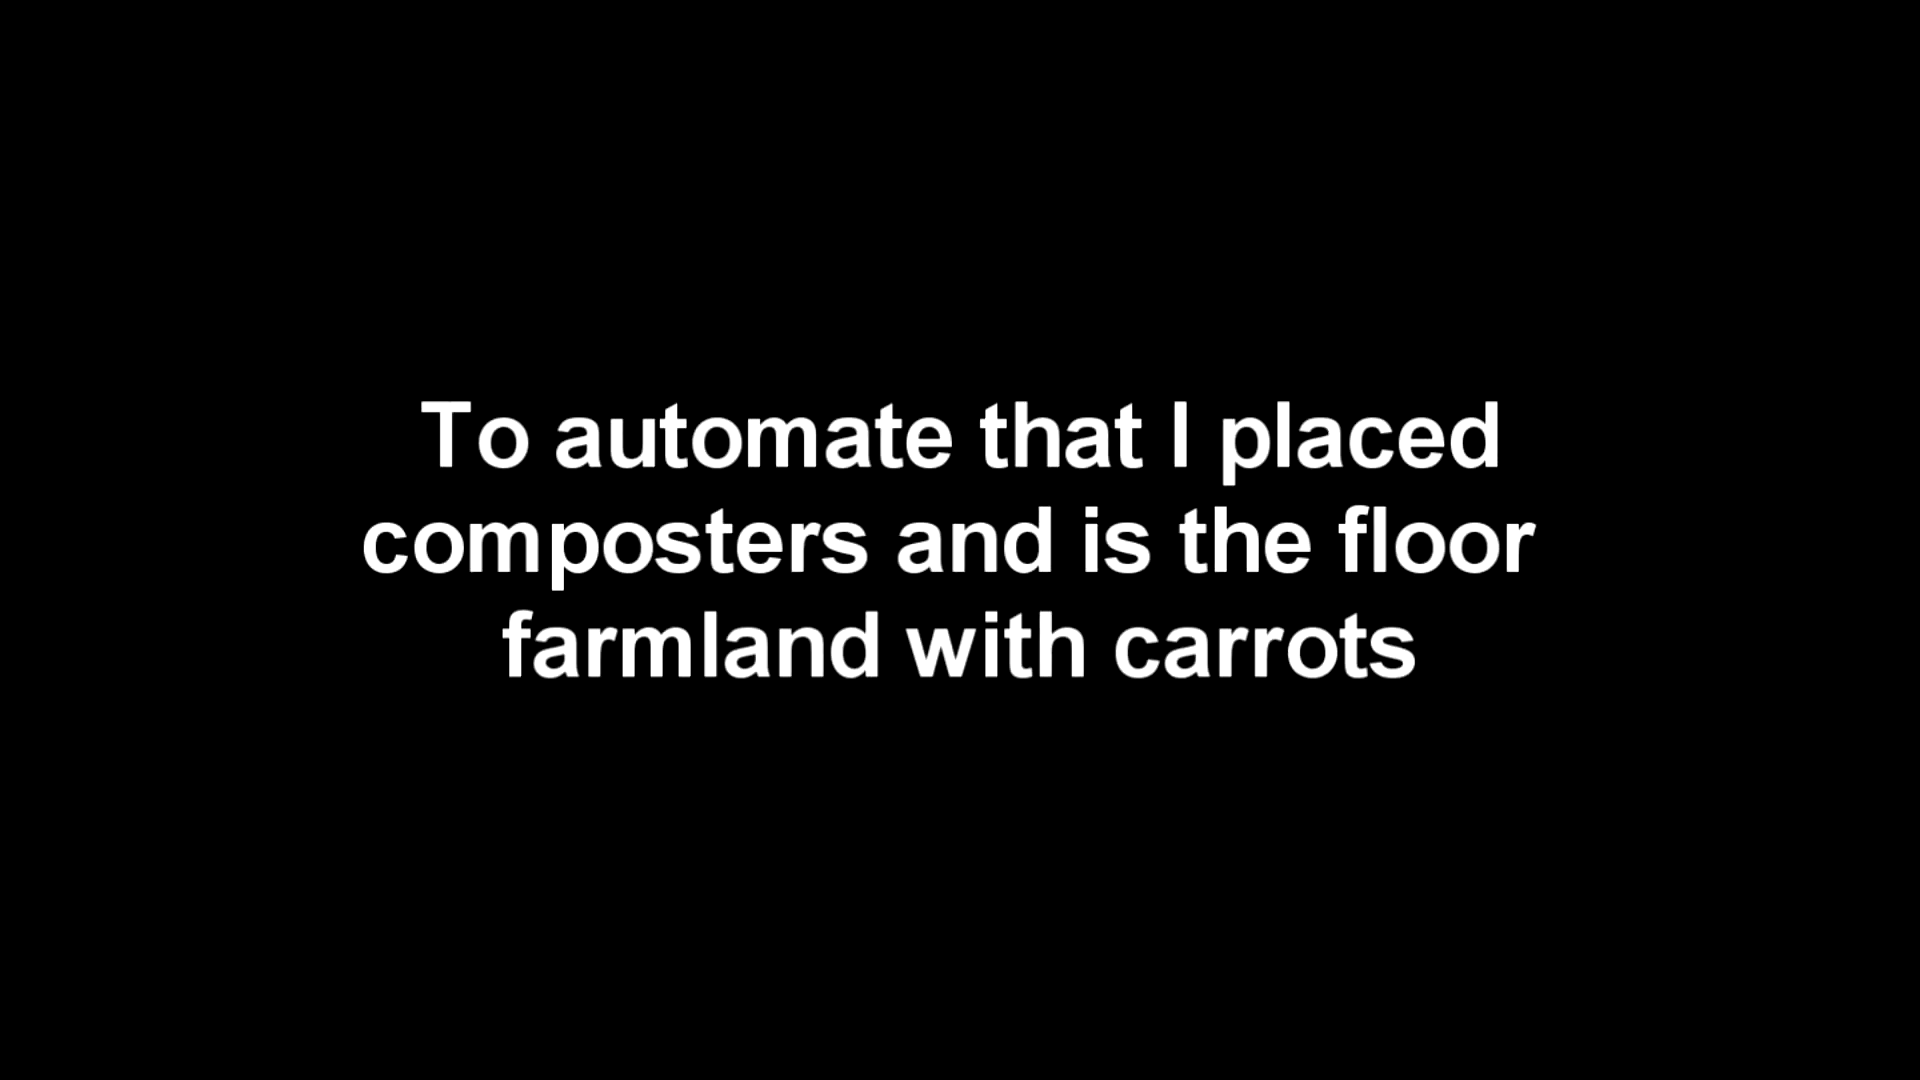 To automate that I placed
composters and is the floor
farmland with carrots